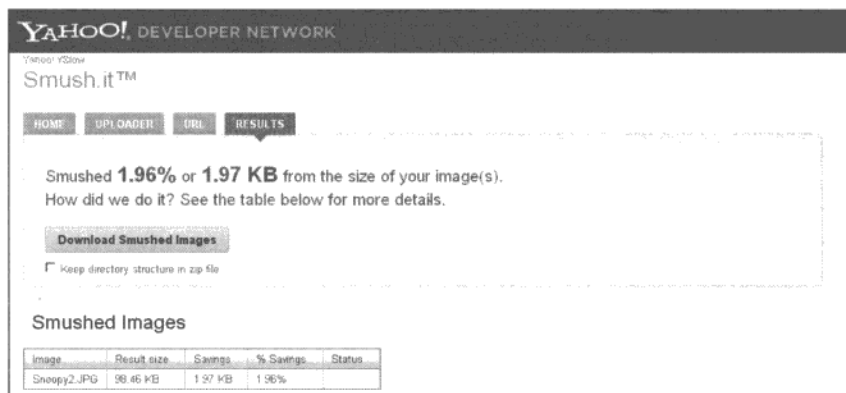 YAHOO!, DEVELOPER NETWORK
Yahoo! YSlow
Smush.it™
HOME UPLOADER URL RESULTS
Smushed 1.96% or 1.97 KB from the size of your image(s).
How did we do it? See the table below for more details.
Download Smushed Images
Keep directory structure in zip file
Smushed Images
Image Result size Savings % Savings Status
Snoopy2.JPG 98.46 KB 1.97 KB 1.96%